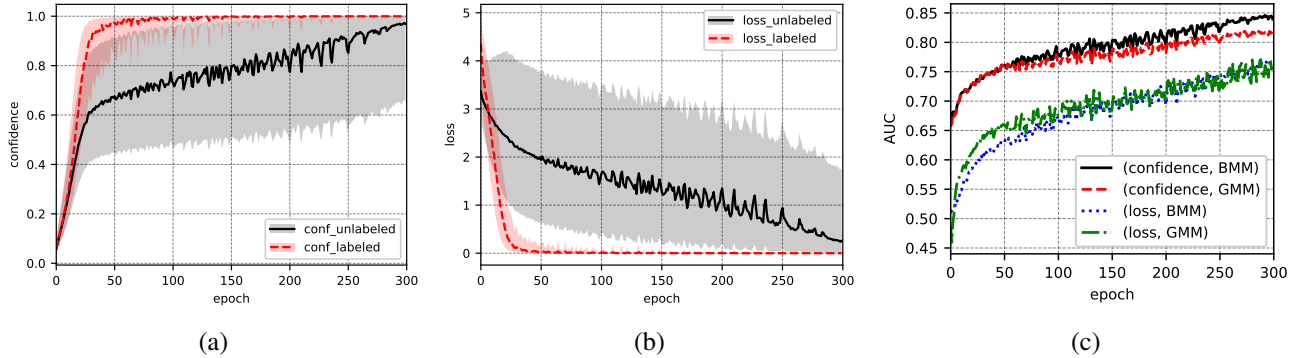 1.0
0.8
0.6
0.4
0.2
0.0
confidence
0 50 100 150 200 250 300
epoch
conf_unlabeled
conf_labeled
(a)
5
4
3
2
1
0
loss
0 50 100 150 200 250 300
epoch
loss_unlabeled
loss_labeled
(b)
0.80
0.75
0.70
0.65
0.60
0.55
0.50
0.45
AUC
0 50 100 150 200 250 300
epoch
(confidence, BMM)
(confidence, GMM)
(loss, BMM)
(loss, GMM)
(c)